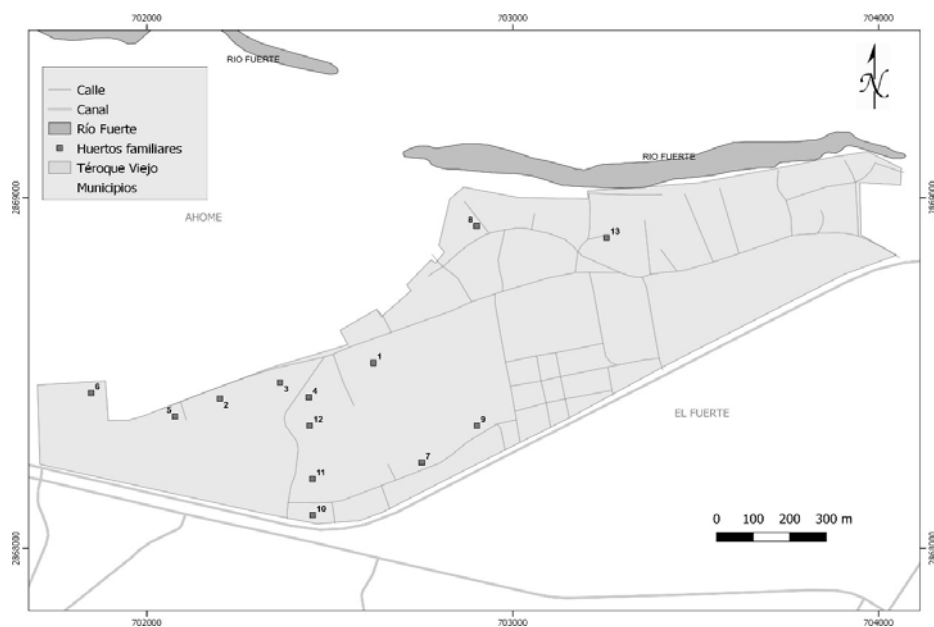 702000
703000
704000
RIO FUERTE
N
Calle
Canal
Río Fuerte
Huertos familiares
Téroque Viejo
Municipios
RIO FUERTE
2869000
2869000
AHOME
8
13
1
6
3
4
2
5
12
9
EL FUERTE
7
11
10
0 100 200 300 m
2868000
2868000
702000
703000
704000